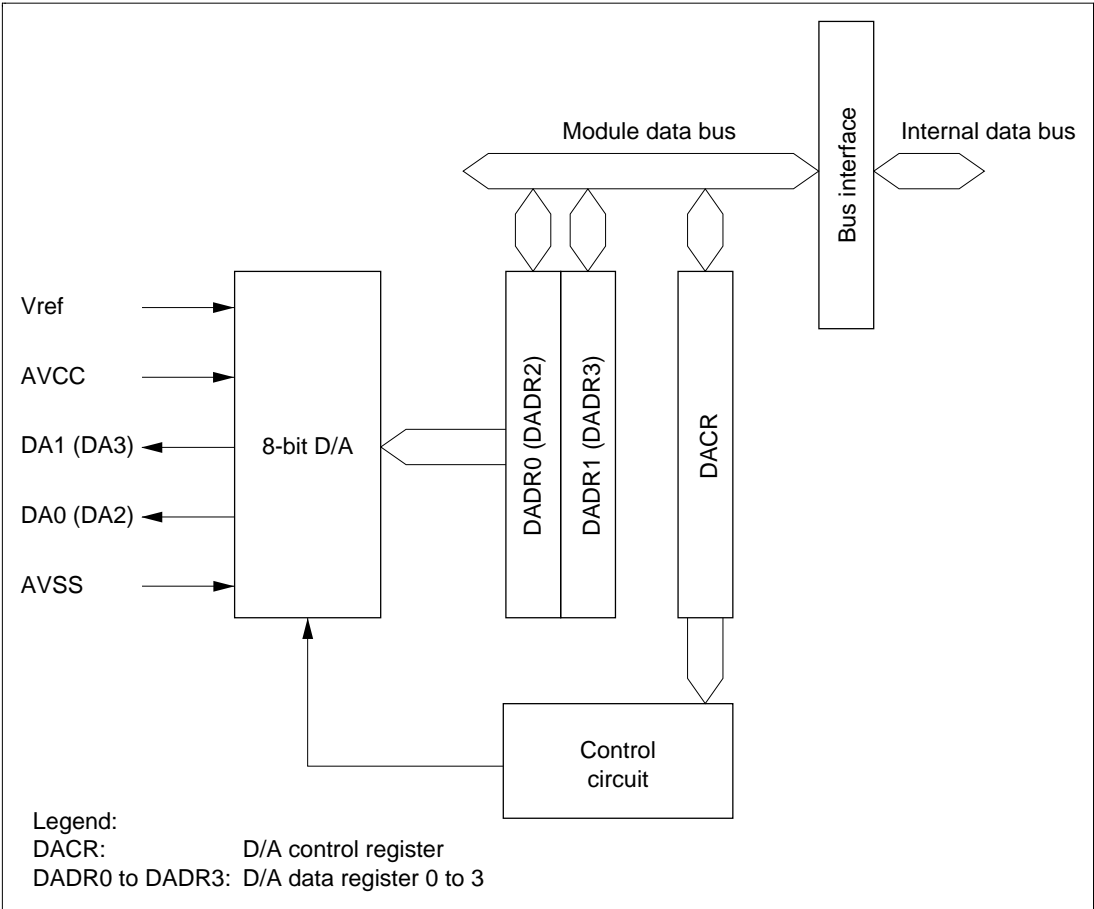 Module data bus
Internal data bus
Bus interface
Vref
AVCC
DA1 (DA3)
DA0 (DA2)
AVSS
8-bit D/A
DADR0 (DADR2)
DADR1 (DADR3)
DACR
Control
circuit
Legend:
DACR: D/A control register
DADR0 to DADR3: D/A data register 0 to 3